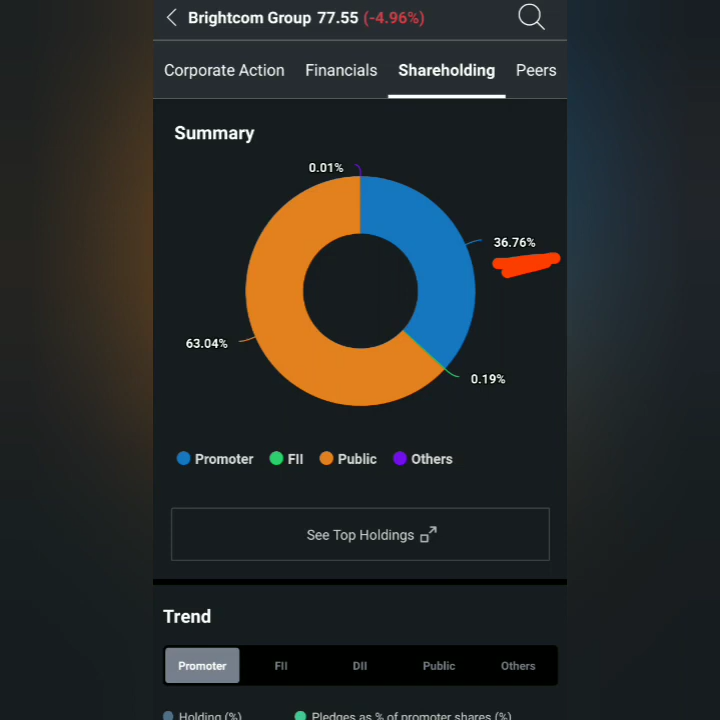 Brightcom Group 77.55 (-4.96%)
Corporate Action Financials Shareholding Peers
Summary
0.01%
36.76%
63.04%
0.19%
Promoter FII Public Others
See Top Holdings
Trend
Promoter FII DII Public Others
Holding (%) Pledges as % of promoter shares (%)